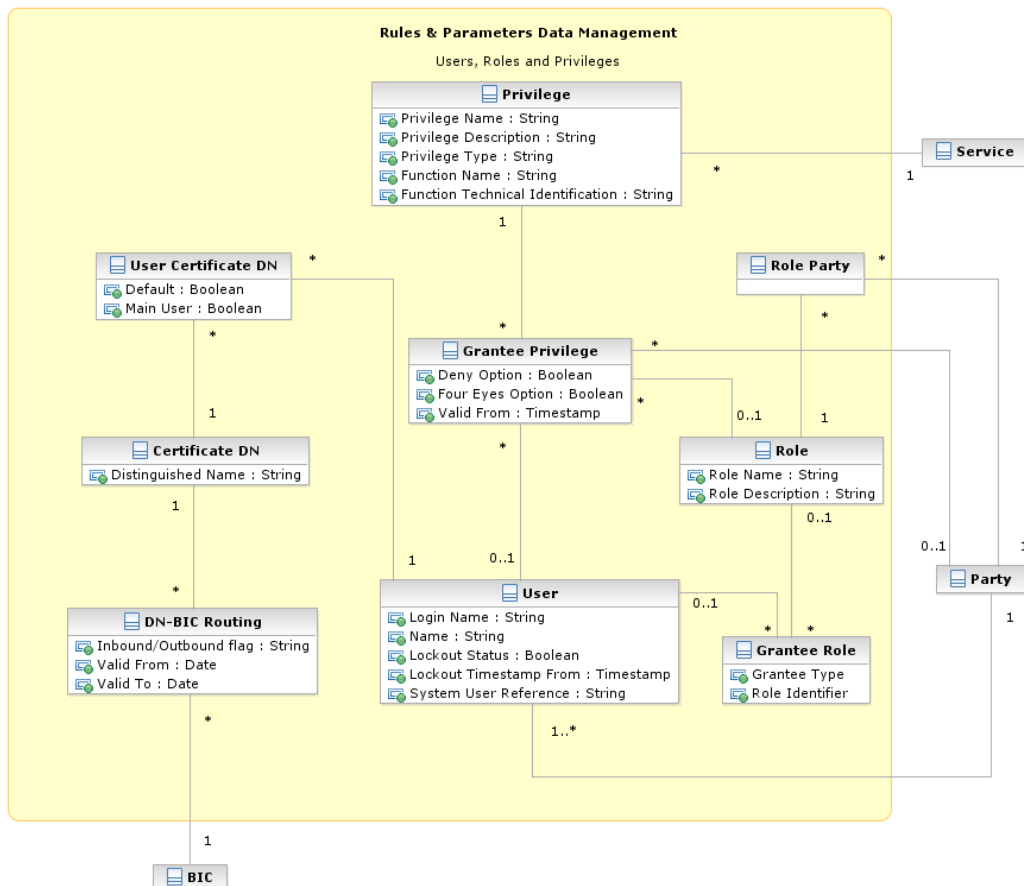 Rules & Parameters Data Management
Users, Roles and Privileges
Privilege
Privilege Name : String
Privilege Description : String
Privilege Type : String
Function Name : String
Function Technical Identification : String
*
1
Service
1
User Certificate DN
Default : Boolean
Main User : Boolean
*
*
Role Party
*
*
*
Grantee Privilege
Deny Option : Boolean
Four Eyes Option : Boolean
Valid From : Timestamp
*
*
*
0..1
1
1
Certificate DN
Distinguished Name : String
1
Role
Role Name : String
Role Description : String
0..1
*
0..1
1
0..1
1
Party
1
DN-BIC Routing
Inbound/Outbound flag : String
Valid From : Date
Valid To : Date
*
User
Login Name : String
Name : String
Lockout Status : Boolean
Lockout Timestamp From : Timestamp
System User Reference : String
0..1
*
*
Grantee Role
Grantee Type
Role Identifier
1..*
1
BIC